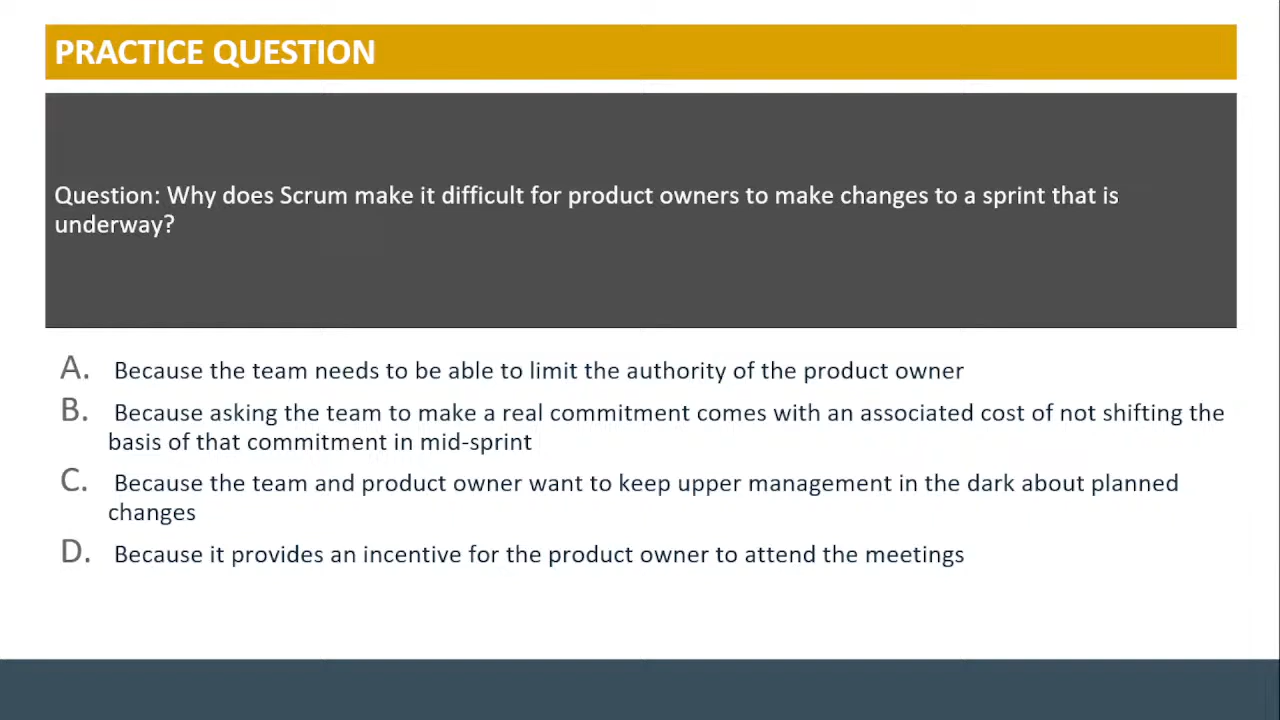 PRACTICE QUESTION
Question: Why does Scrum make it difficult for product owners to make changes to a sprint that is
underway?
A. Because the team needs to be able to limit the authority of the product owner
B. Because asking the team to make a real commitment comes with an associated cost of not shifting the
basis of that commitment in mid-sprint
C. Because the team and product owner want to keep upper management in the dark about planned
changes
D. Because it provides an incentive for the product owner to attend the meetings